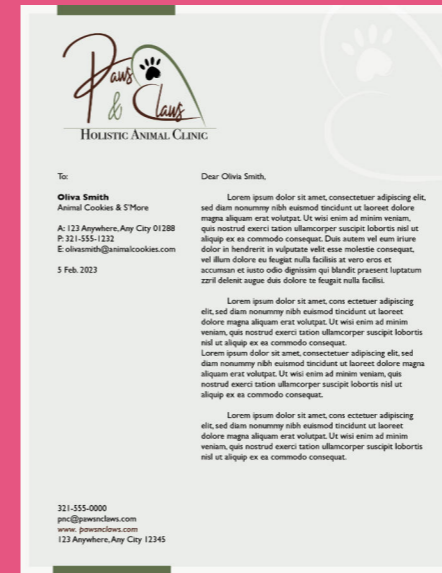 Paws
& Claws
HOLISTIC ANIMAL CLINIC
To:
Oliva Smith
Animal Cookies & S'More
A: 123 Anywhere, Any City 01288
P: 321-555-1232
E: olivasmith@animalcookies.com
5 Feb. 2023
Dear Olivia Smith,
Lorem ipsum dolor sit amet, consectetuer adipiscing elit,
sed diam nonummy nibh euismod tincidunt ut laoreet dolore
magna aliquam erat volutpat. Ut wisi enim ad minim veniam,
quis nostrud exerci tation ullamcorper suscipit lobortis nisl ut
aliquip ex ea commodo consequat. Duis autem vel eum iriure
dolor in hendrerit in vulputate velit esse molestie consequat,
vel illum dolore eu feugiat nulla facilisis at vero eros et
accumsan et iusto odio dignissim qui blandit praesent luptatum
zzril delenit augue duis dolore te feugait nulla facilisi.
Lorem ipsum dolor sit amet, cons ectetuer adipiscing
elit, sed diam nonummy nibh euismod tincidunt ut laoreet
dolore magna aliquam erat volutpat. Ut wisi enim ad minim
veniam, quis nostrud exerci tation ullamcorper suscipit lobortis
nisl ut aliquip ex ea commodo consequat.
Lorem ipsum dolor sit amet, consectetuer adipiscing elit, sed
diam nonummy nibh euismod tincidunt ut laoreet dolore magna
aliquam erat volutpat. Ut wisi enim ad minim veniam, quis
nostrud exerci tation ullamcorper suscipit lobortis nisl ut
aliquip ex ea commodo consequat.
Lorem ipsum dolor sit amet, cons ectetuer adipiscing
elit, sed diam nonummy nibh euismod tincidunt ut laoreet
dolore magna aliquam erat volutpat. Ut wisi enim ad minim
veniam, quis nostrud exerci tation ullamcorper suscipit lobortis
nisl ut aliquip ex ea commodo consequat.
321-555-0000
pnc@pawsnclaws.com
www. pawsnclaws.com
123 Anywhere, Any City 12345